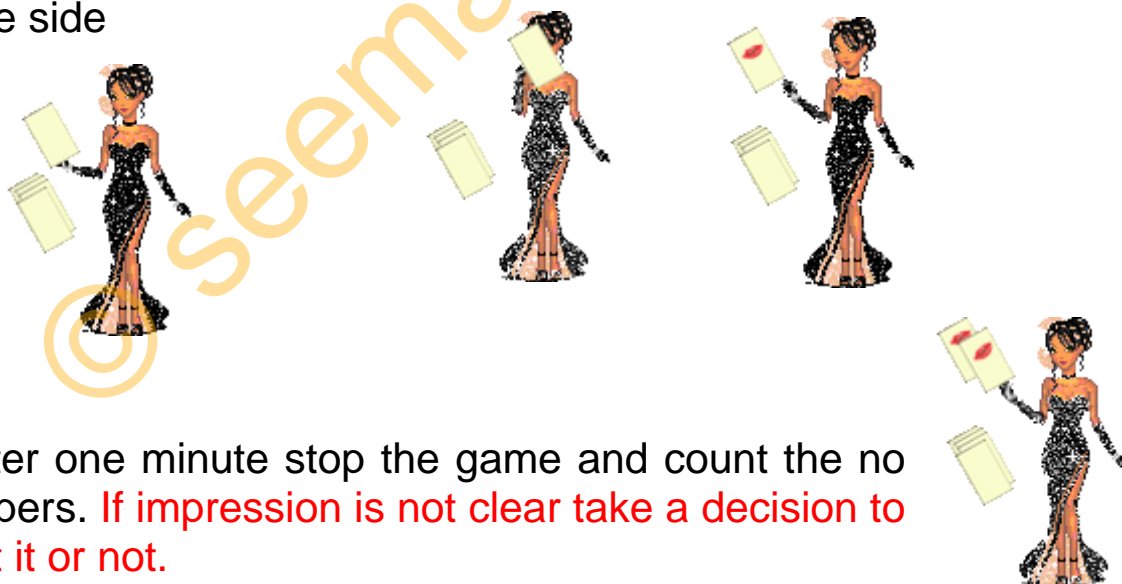 e side
© seema
ter one minute stop the game and count the no
pers. If impression is not clear take a decision to
it or not.